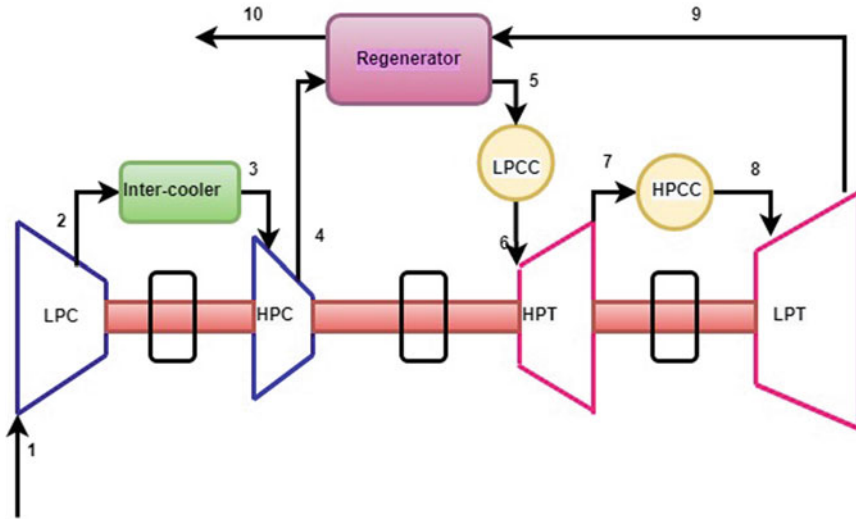 10
9
Regenerator
5
LPCC
7
HPCC
8
Inter-cooler
3
2
4
6
LPC
HPC
HPT
LPT
1